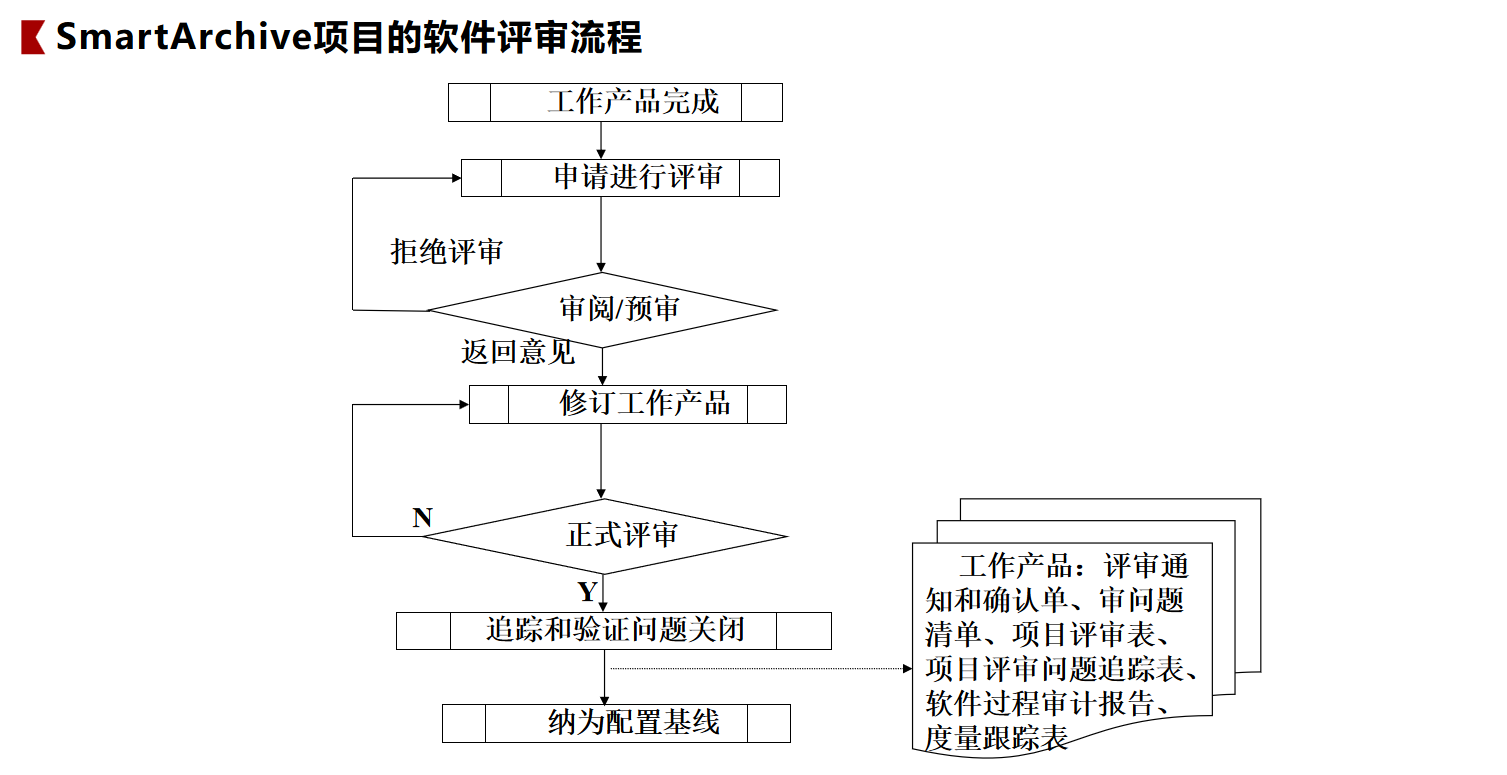 SmartArchive项目的软件评审流程
工作产品完成
申请进行评审
拒绝评审
审阅/预审
返回意见
修订工作产品
N
正式评审
Y
追踪和验证问题关闭
纳为配置基线
工作产品：评审通
知和确认单、审问题
清单、项目评审表、
项目评审问题追踪表、
软件过程审计报告、
度量跟踪表